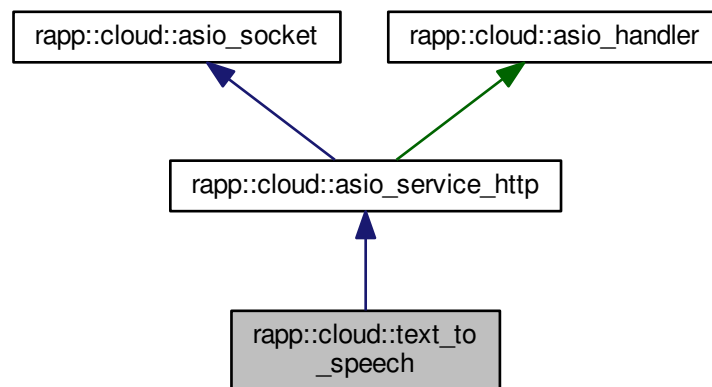 rapp::cloud::asio_socket
rapp::cloud::asio_handler
rapp::cloud::asio_service_http
rapp::cloud::text_to
_speech